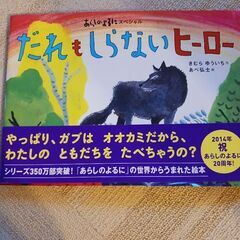 あらしのよるにスペシャル
だれもしらないヒーロー
きむら ゆういち 作
あべ弘士 絵
やっぱり、ガブは オオカミだから、
わたしの ともだちを たべちゃうの?
シリーズ350万部突破!「あらしのよるに」の世界からうまれた絵本
2014年
祝
あらしのよるに
20周年!